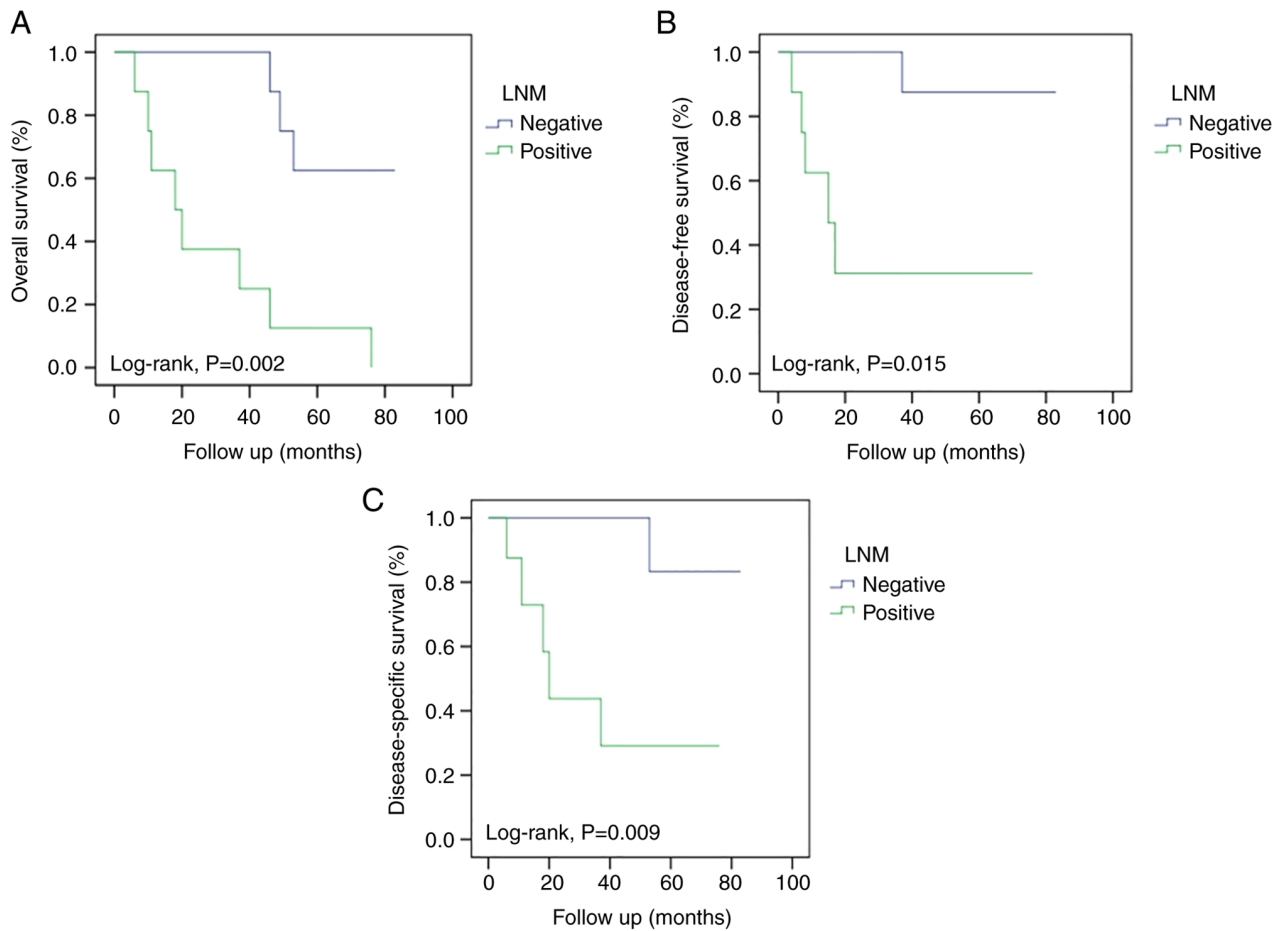 A
Overall survival (%)
1.0
0.8
0.6
0.4
0.2
0.0
Log-rank, P=0.002
0 20 40 60 80 100
Follow up (months)
LNM
Negative
Positive
B
Disease-free survival (%)
1.0
0.8
0.6
0.4
0.2
0.0
Log-rank, P=0.015
0 20 40 60 80 100
Follow up (months)
LNM
Negative
Positive
C
Disease-specific survival (%)
1.0
0.8
0.6
0.4
0.2
0.0
Log-rank, P=0.009
0 20 40 60 80 100
Follow up (months)
LNM
Negative
Positive